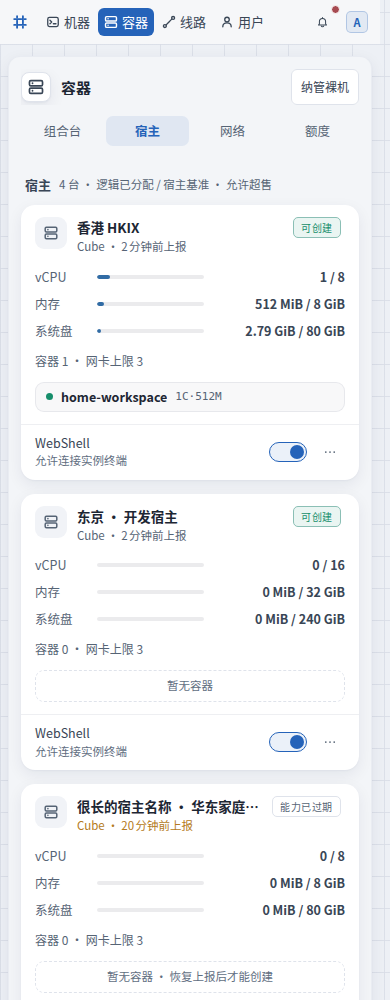 机器 容器 线路 用户 A
容器 纳管裸机
组合台 宿主 网络 额度
宿主 4 台 · 逻辑已分配 / 宿主基准 · 允许超售
香港 HKIX 可创建
Cube · 2分钟前上报
vCPU 1 / 8
内存 512 MiB / 8 GiB
系统盘 2.79 GiB / 80 GiB
容器 1 · 网卡上限 3
home-workspace 1C·512M
WebShell
允许连接实例终端
东京 · 开发宿主 可创建
Cube · 2分钟前上报
vCPU 0 / 16
内存 0 MiB / 32 GiB
系统盘 0 MiB / 240 GiB
容器 0 · 网卡上限 3
暂无容器
WebShell
允许连接实例终端
很长的宿主名称 · 华东家庭… 能力已过期
Cube · 20分钟前上报
vCPU 0 / 8
内存 0 MiB / 8 GiB
系统盘 0 MiB / 80 GiB
容器 0 · 网卡上限 3
暂无容器 · 恢复上报后才能创建